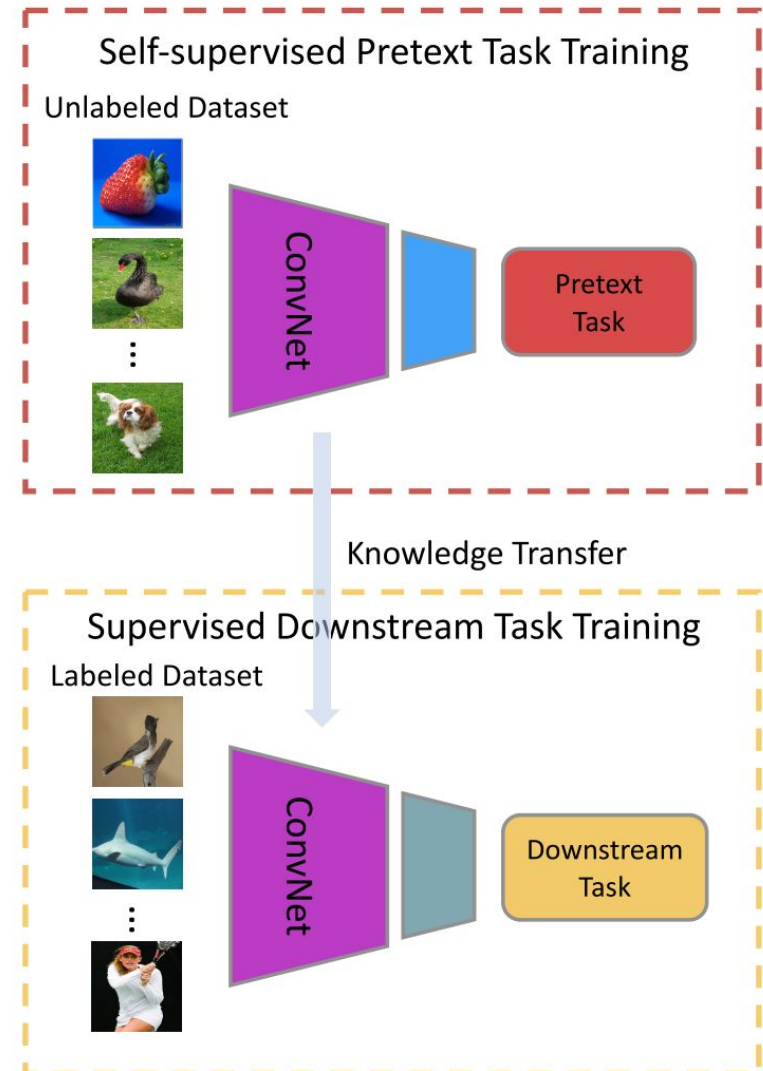 Self-supervised Pretext Task Training
Unlabeled Dataset
ConvNet
Pretext
Task
...
Knowledge Transfer
Supervised Downstream Task Training
Labeled Dataset
ConvNet
Downstream
Task
...